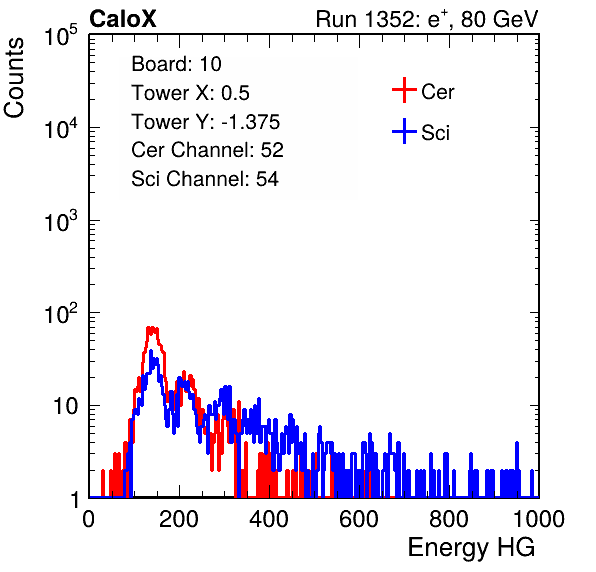 CaloX Run 1352: e⁺, 80 GeV
Counts
10⁵
10⁴
10³
10²
10
1
Board: 10
Tower X: 0.5
Tower Y: -1.375
Cer Channel: 52
Sci Channel: 54
Cer
Sci
0 200 400 600 800 1000
Energy HG